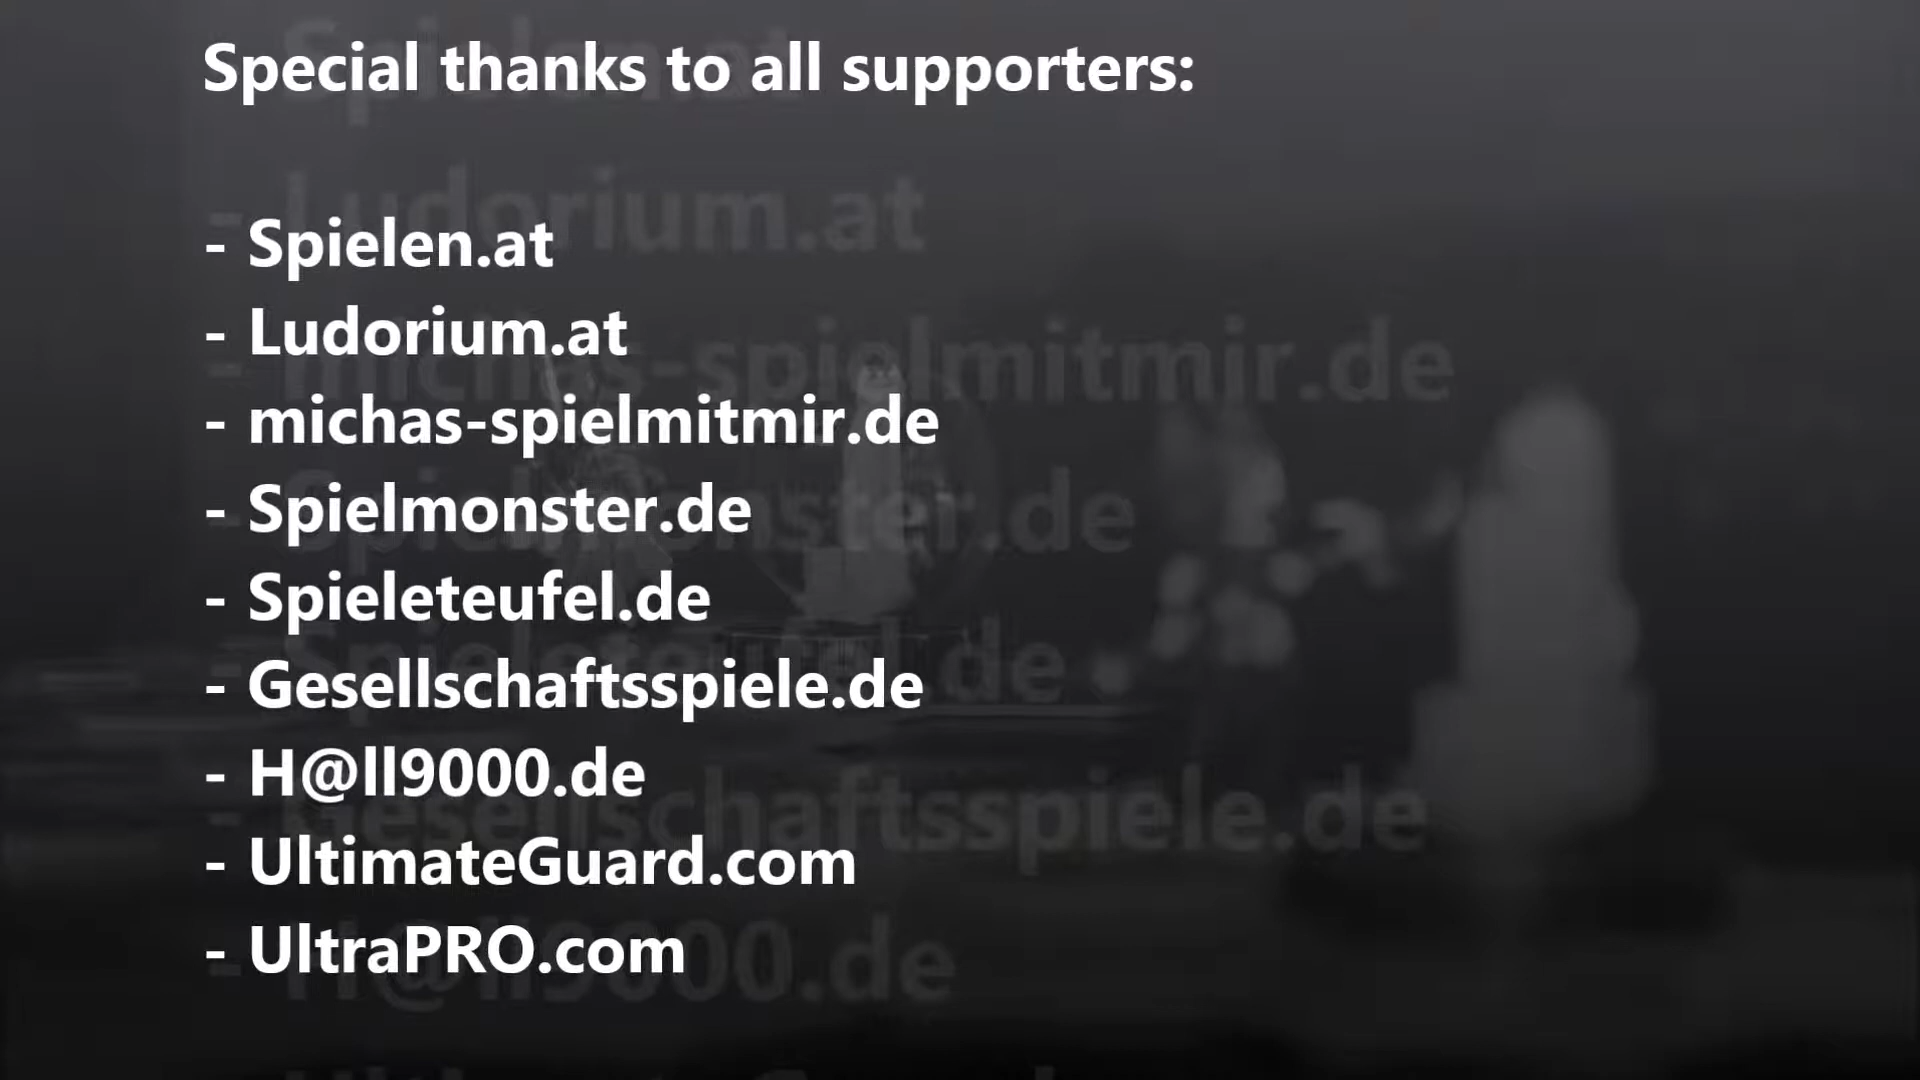 Special thanks to all supporters:
- Spielen.at
- Ludorium.at
- michas-spielmitmir.de
- Spielmonster.de
- Spieleteufel.de
- Gesellschaftsspiele.de
- H@ll9000.de
- UltimateGuard.com
- UltraPRO.com